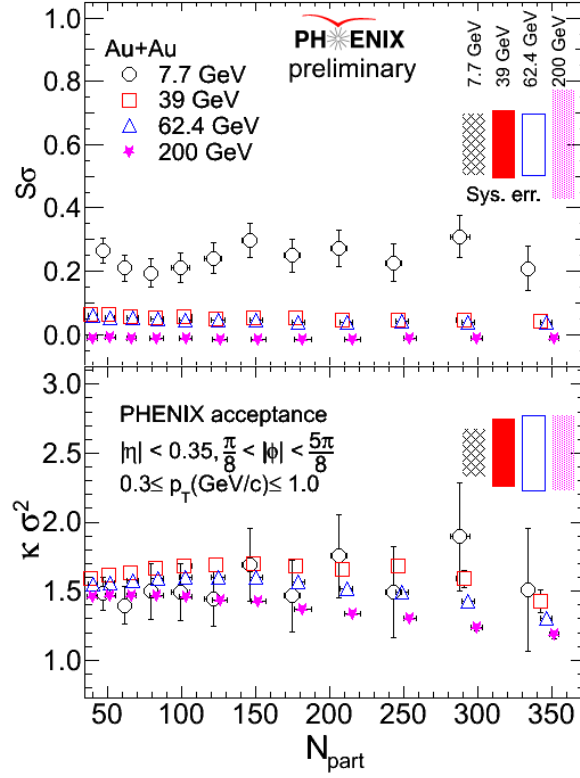 PHENIX
preliminary
Au+Au
7.7 GeV
39 GeV
62.4 GeV
200 GeV
7.7 GeV
39 GeV
62.4 GeV
200 GeV
Sys. err.
1.0
0.8
0.6
0.4
0.2
0.0
Sσ
PHENIX acceptance
|η| < 0.35, π/8 < |ϕ| < 5π/8
0.3≤ p_T(GeV/c)≤ 1.0
3.0
2.5
2.0
1.5
1.0
κ σ²
50 100 150 200 250 300 350
N_part